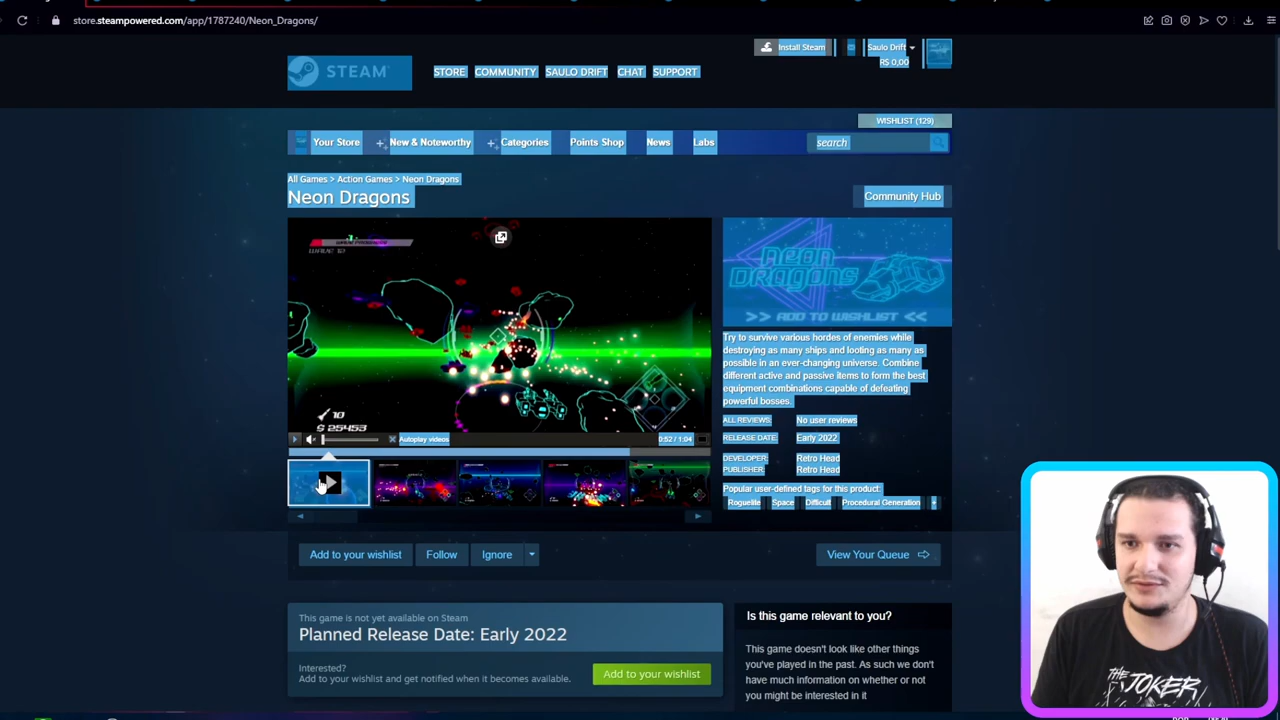 store.steampowered.com/app/1787240/Neon_Dragons/
Install Steam
Saulo Drift
R$ 0,00
STEAM
STORE COMMUNITY SAULO DRIFT CHAT SUPPORT
WISHLIST (129)
Your Store New & Noteworthy Categories Points Shop News Labs search
All Games > Action Games > Neon Dragons
Neon Dragons
Community Hub
NEON
DRAGONS
>> ADD TO WISHLIST <<
Try to survive various hordes of enemies while
destroying as many ships and looting as many as
possible in an ever-changing universe. Combine
different active and passive items to form the best
equipment combinations capable of defeating
powerful bosses.
ALL REVIEWS: No user reviews
RELEASE DATE: Early 2022
DEVELOPER: Retro Head
PUBLISHER: Retro Head
Popular user-defined tags for this product:
Roguelite Space Difficult Procedural Generation +
10
$ 25453
Autoplay videos
0:52 / 1:04
Add to your wishlist Follow Ignore
View Your Queue
This game is not yet available on Steam
Planned Release Date: Early 2022
Interested?
Add to your wishlist and get notified when it becomes available.
Add to your wishlist
Is this game relevant to you?
This game doesn't look like other things
you've played in the past. As such we don't
have much information on whether or not
you might be interested in it
THE
JOKER